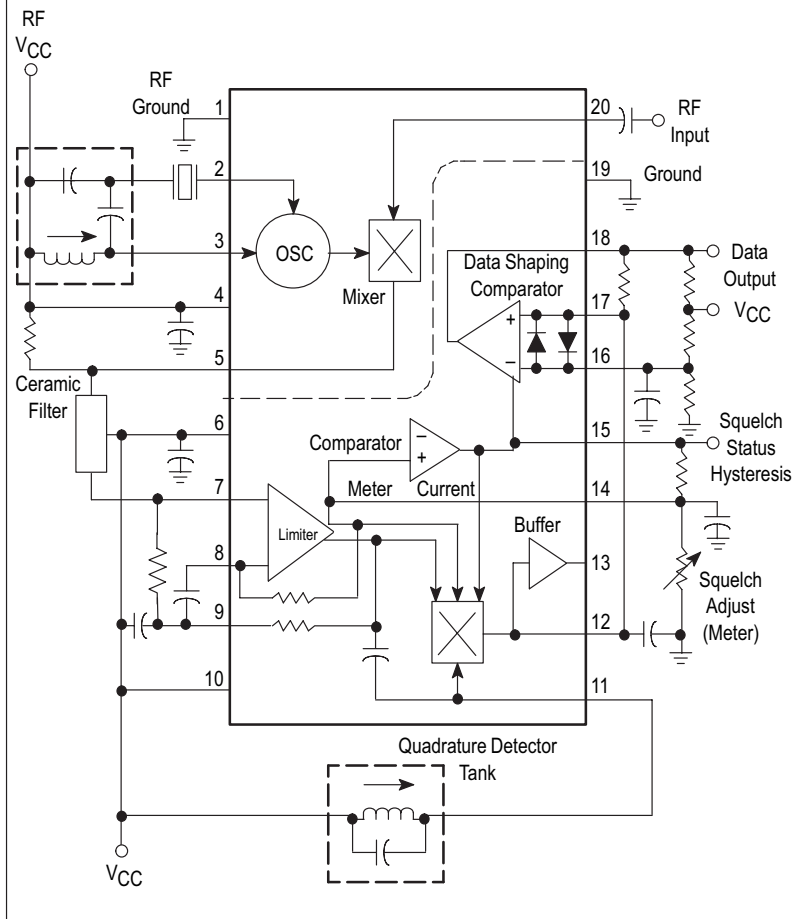 RF
VCC
RF
Ground
1
2
3
4
5
6
7
8
9
10
OSC
Mixer
20
RF
Input
19
Ground
18
Data
Output
Data Shaping
Comparator
+
–
17
VCC
16
Ceramic
Filter
15
Squelch
Status
Hysteresis
Comparator
–
+
Meter Current
14
Limiter
Buffer
13
Squelch
Adjust
(Meter)
12
11
Quadrature Detector
Tank
VCC